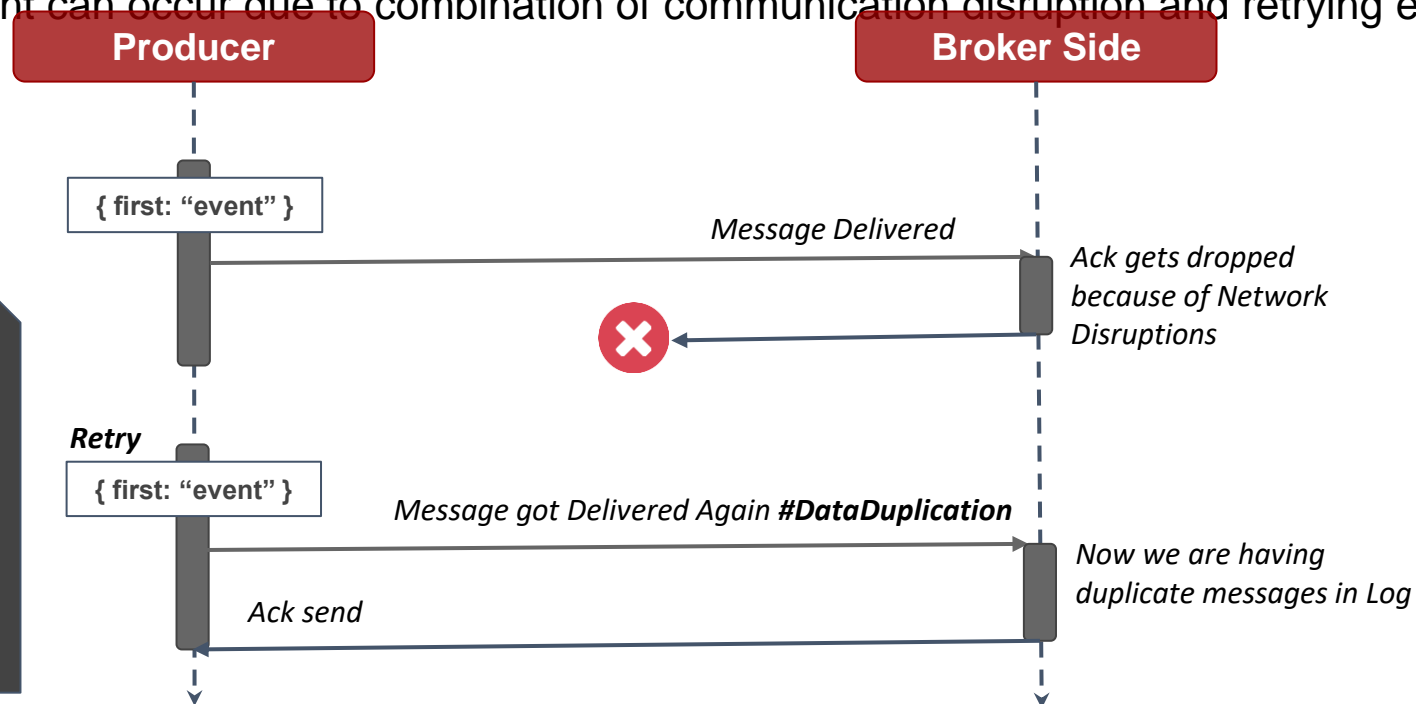 nt can occur due to combination of communication disruption and retrying e
Producer
Broker Side
{ first: “event” }
Message Delivered
Ack gets dropped
because of Network
Disruptions
Retry
{ first: “event” }
Message got Delivered Again #DataDuplication
Now we are having
duplicate messages in Log
Ack send